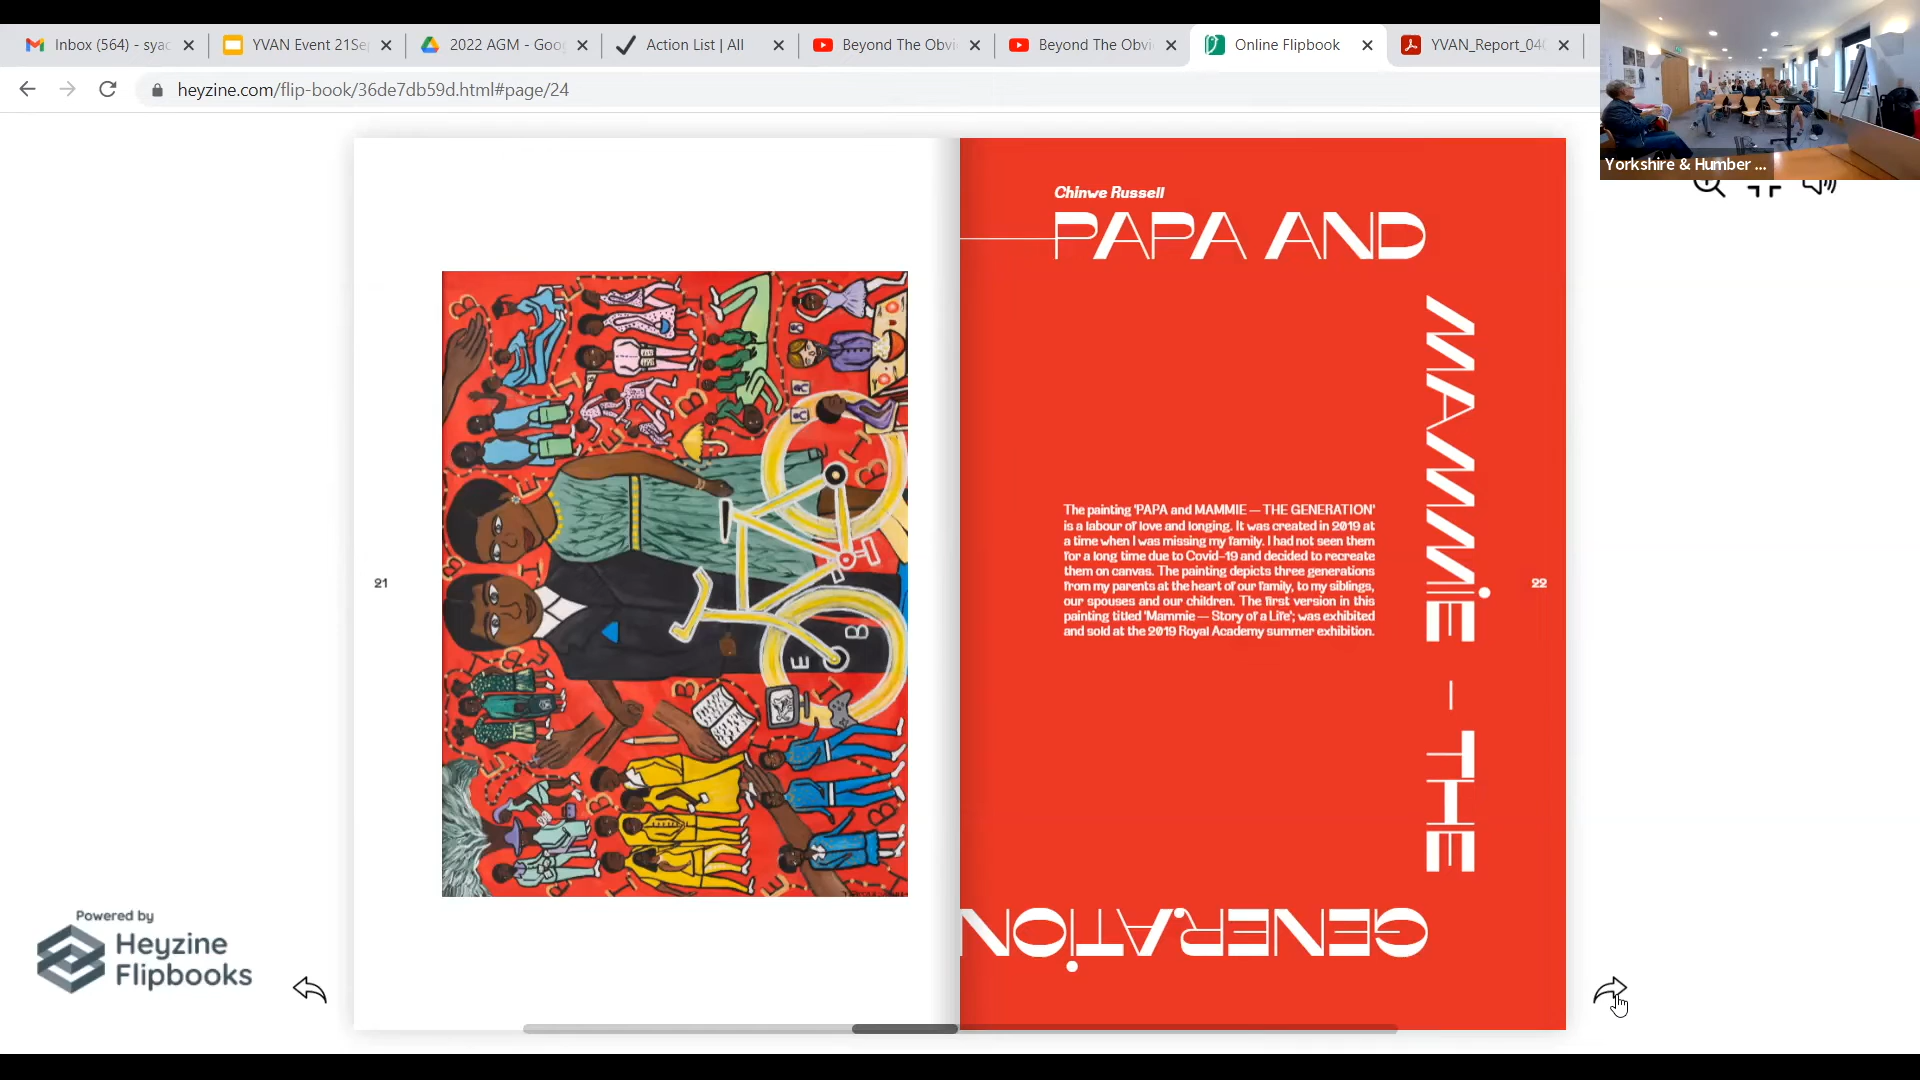 Inbox (564) - syac
YVAN Event 21Se
2022 AGM - Goo
Action List | All
Beyond The Obvi
Beyond The Obvi
Online Flipbook
YVAN_Report_04
heyzine.com/flip-book/36de7db59d.html#page/24
Yorkshire & Humber ...
Chinwe Russell
PAPA AND
MAMMiE – THE
GENERATiON
The painting 'PAPA and MAMMIE — THE GENERATION'
is a labour of love and longing. It was created in 2019 at
a time when I was missing my family. I had not seen them
for a long time due to Covid-19 and decided to recreate
them on canvas. The painting depicts three generations
from my parents at the heart of our family, to my siblings,
our spouses and our children. The first version in this
painting titled 'Mammie — Story of a Life'; was exhibited
and sold at the 2019 Royal Academy summer exhibition.
21
22
Powered by
Heyzine
Flipbooks